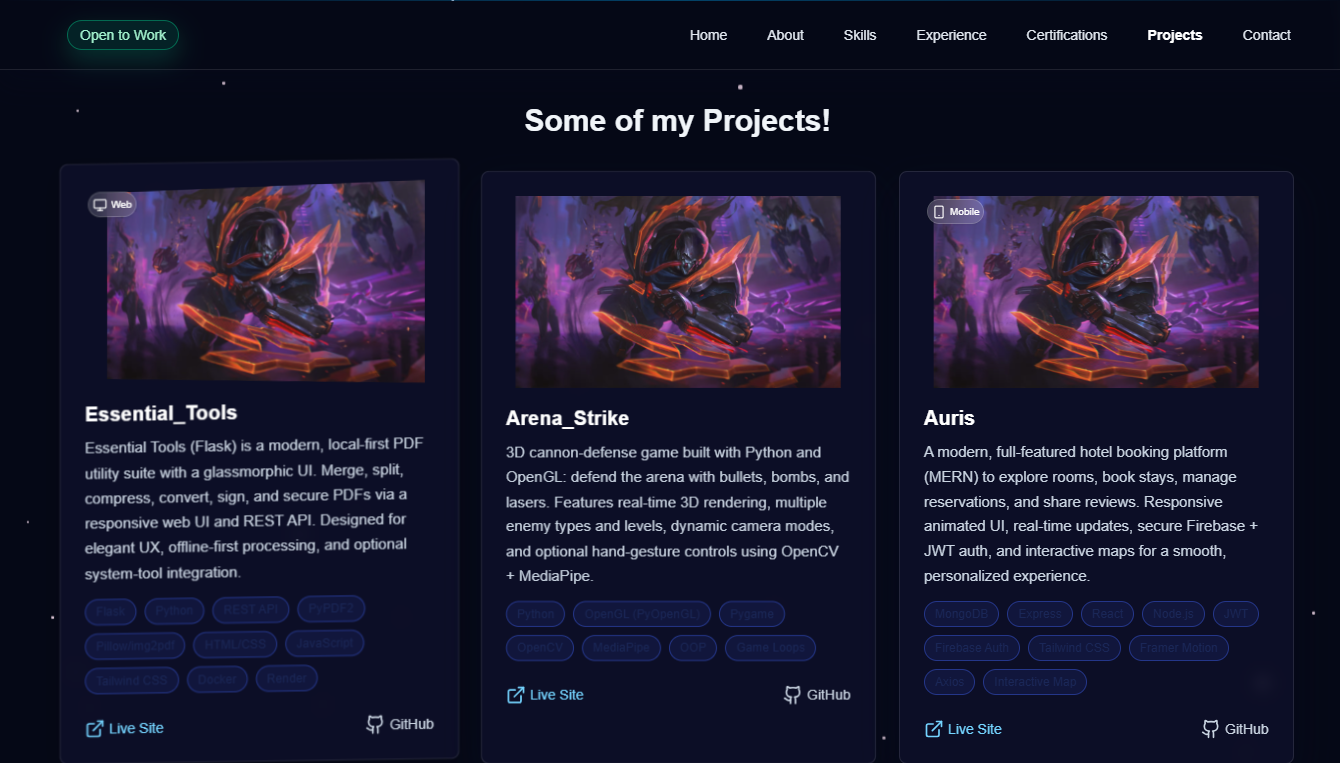 Open to Work
Home About Skills Experience Certifications Projects Contact
Some of my Projects!
Web
Essential_Tools
Essential Tools (Flask) is a modern, local-first PDF
utility suite with a glassmorphic UI. Merge, split,
compress, convert, sign, and secure PDFs via a
responsive web UI and REST API. Designed for
elegant UX, offline-first processing, and optional
system-tool integration.
Flask Python REST API PyPDF2
Pillow/img2pdf HTML/CSS JavaScript
Tailwind CSS Docker Render
Live Site GitHub
Arena_Strike
3D cannon-defense game built with Python and
OpenGL: defend the arena with bullets, bombs, and
lasers. Features real-time 3D rendering, multiple
enemy types and levels, dynamic camera modes,
and optional hand-gesture controls using OpenCV
+ MediaPipe.
Python OpenGL (PyOpenGL) Pygame
OpenCV MediaPipe OOP Game Loops
Live Site GitHub
Mobile
Auris
A modern, full-featured hotel booking platform
(MERN) to explore rooms, book stays, manage
reservations, and share reviews. Responsive
animated UI, real-time updates, secure Firebase +
JWT auth, and interactive maps for a smooth,
personalized experience.
MongoDB Express React Node.js JWT
Firebase Auth Tailwind CSS Framer Motion
Axios Interactive Map
Live Site GitHub